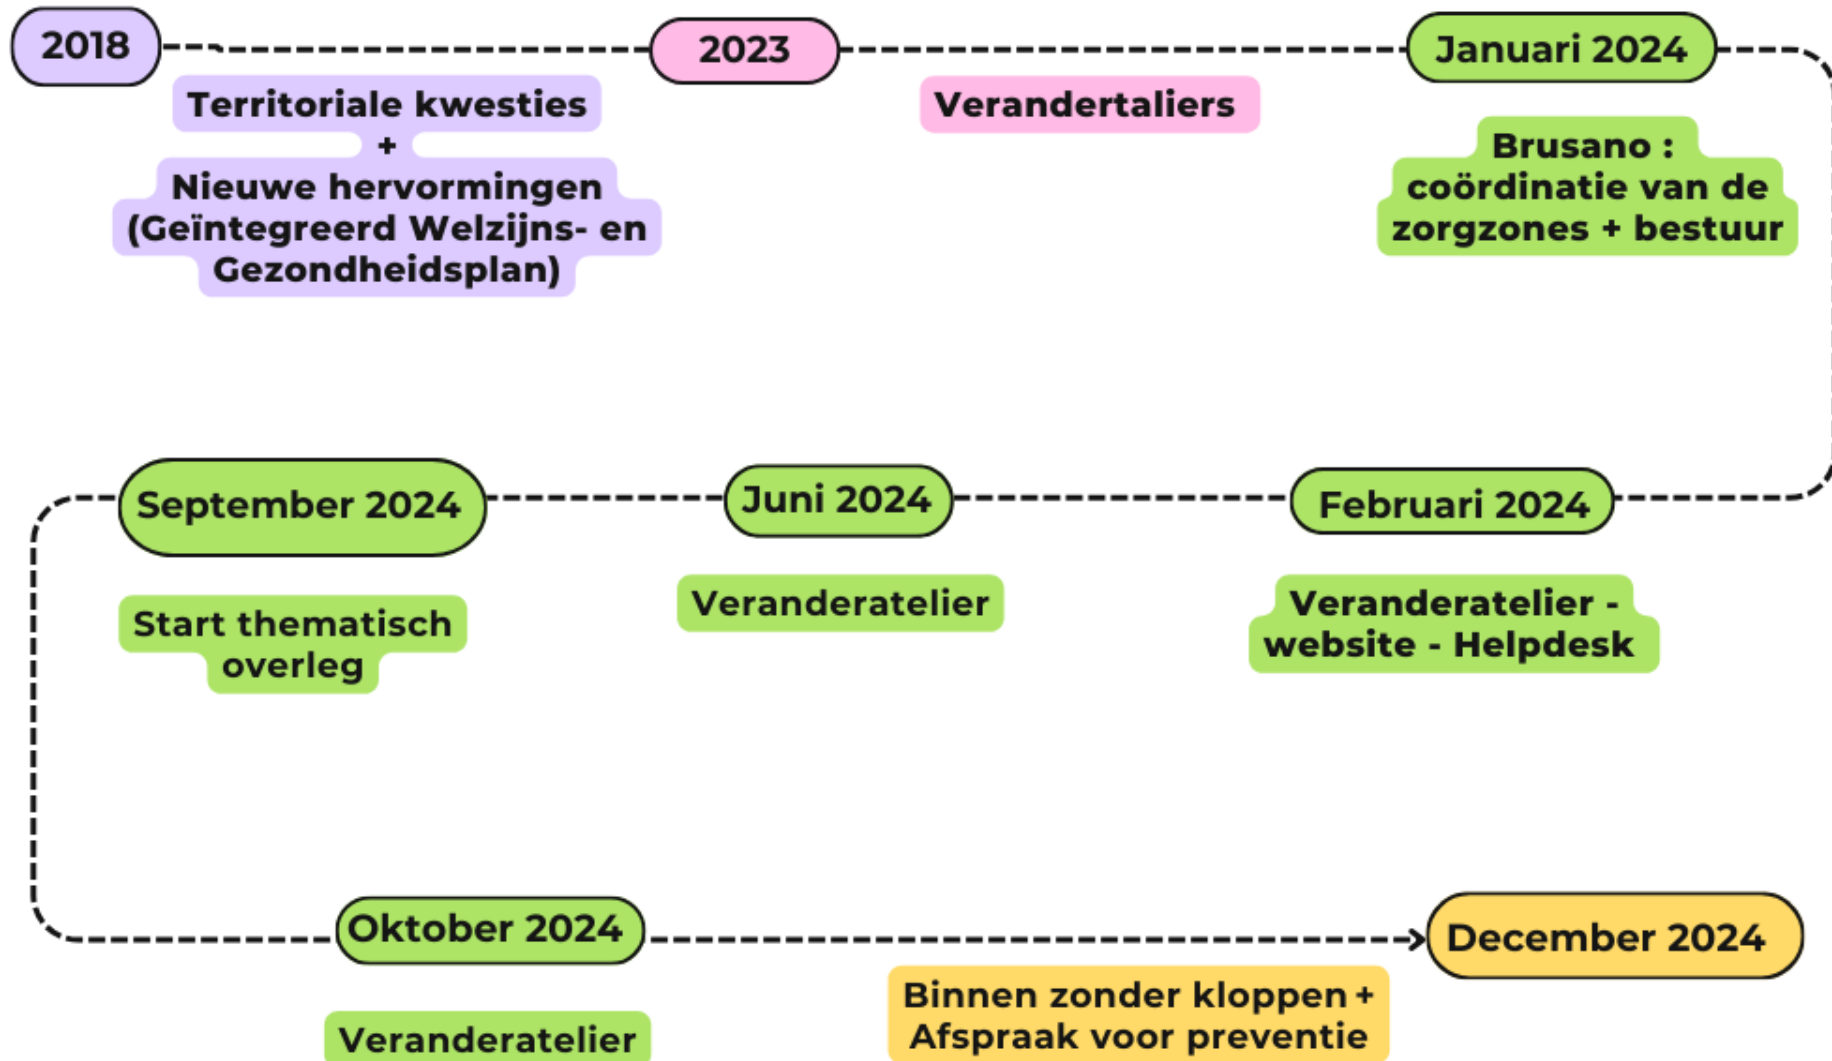 2018
Territoriale kwesties
+
Nieuwe hervormingen
(Geïntegreerd Welzijns- en
Gezondheidsplan)
2023
Verandertaliers
Januari 2024
Brusano :
coördinatie van de
zorgzones + bestuur
Februari 2024
Veranderatelier -
website - Helpdesk
Juni 2024
Veranderatelier
September 2024
Start thematisch
overleg
Oktober 2024
Veranderatelier
Binnen zonder kloppen +
Afspraak voor preventie
December 2024